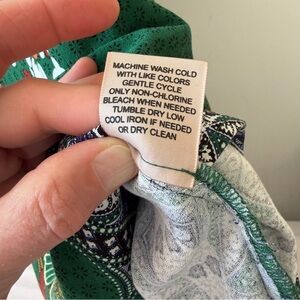 MACHINE WASH COLD
WITH LIKE COLORS
GENTLE CYCLE
ONLY NON-CHLORINE
BLEACH WHEN NEEDED
TUMBLE DRY LOW
COOL IRON IF NEEDED
OR DRY CLEAN